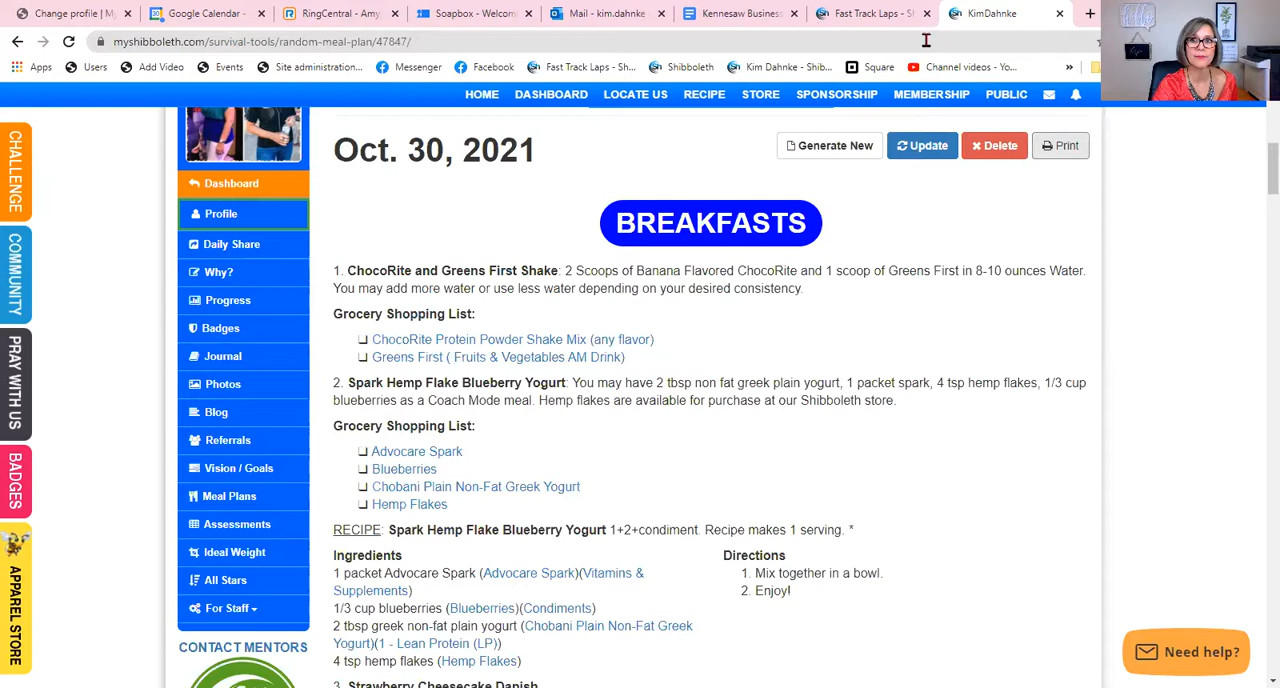 Change profile | M
Google Calendar -
RingCentral - Amy
Soapbox - Welcom
Mail - kim.dahnke
Kennesaw Busines
Fast Track Laps - S
KimDahnke
myshibboleth.com/survival-tools/random-meal-plan/47847/
Apps
Users
Add Video
Events
Site administration...
Messenger
Faceb
Fast Track Laps - Sh...
Shibboleth
Kim Dahnke - Shib...
Square
Channel videos - Yo...
»
HOME DASHBOARD LOCATE US RECIPE STORE SPONSORSHIP MEMBERSHIP PUBLIC
CHALLENGE
COMMUNITY
PRAY WITH US
BADGES
APPAREL STORE
Dashboard
Profile
Daily Share
Why?
Progress
Badges
Journal
Photos
Blog
Referrals
Vision / Goals
Meal Plans
Assessments
Ideal Weight
All Stars
For Staff
CONTACT MENTORS
Oct. 30, 2021
Generate New
Update
Delete
Print
BREAKFASTS
1. ChocoRite and Greens First Shake: 2 Scoops of Banana Flavored ChocoRite and 1 scoop of Greens First in 8-10 ounces Water.
You may add more water or use less water depending on your desired consistency.
Grocery Shopping List:
❏ ChocoRite Protein Powder Shake Mix (any flavor)
❏ Greens First ( Fruits & Vegetables AM Drink)
2. Spark Hemp Flake Blueberry Yogurt: You may have 2 tbsp non fat greek plain yogurt, 1 packet spark, 4 tsp hemp flakes, 1/3 cup
blueberries as a Coach Mode meal. Hemp flakes are available for purchase at our Shibboleth store.
Grocery Shopping List:
❏ Advocare Spark
❏ Blueberries
❏ Chobani Plain Non-Fat Greek Yogurt
❏ Hemp Flakes
RECIPE: Spark Hemp Flake Blueberry Yogurt 1+2+condiment. Recipe makes 1 serving. *
Ingredients
1 packet Advocare Spark (Advocare Spark)(Vitamins &
Supplements)
1/3 cup blueberries (Blueberries)(Condiments)
2 tbsp greek non-fat plain yogurt (Chobani Plain Non-Fat Greek
Yogurt)(1 - Lean Protein (LP))
4 tsp hemp flakes (Hemp Flakes)
Directions
1. Mix together in a bowl.
2. Enjoy!
3. Strawberry Cheesecake Danish
Need help?